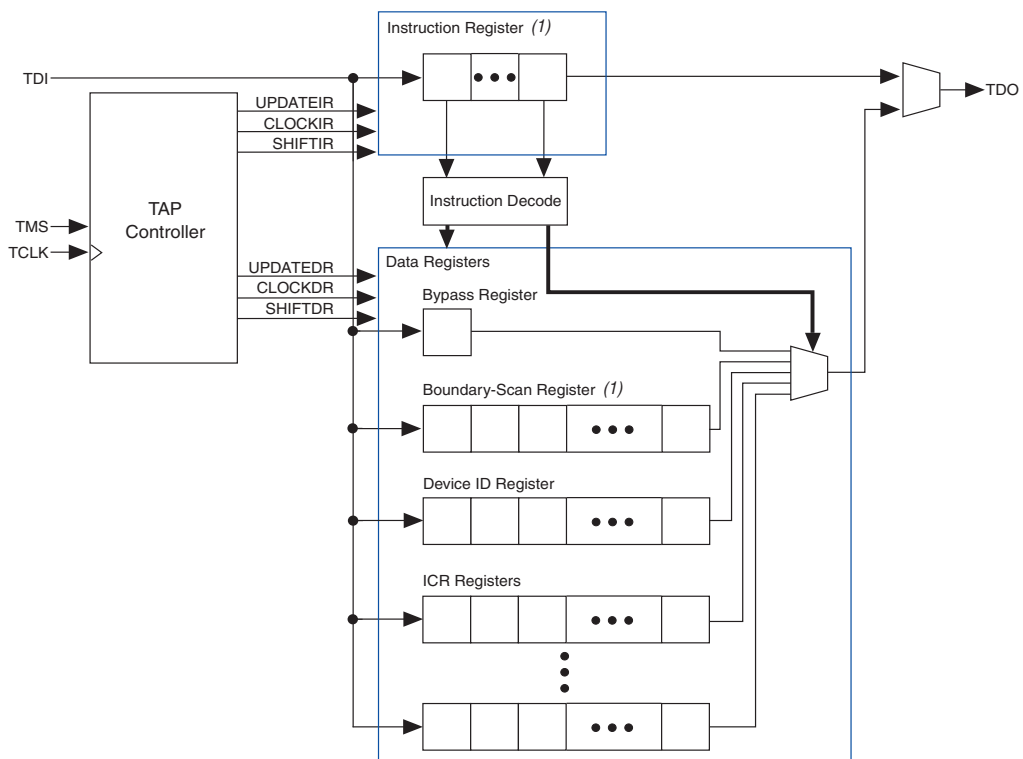 Instruction Register (1)
TDI
TDO
UPDATEIR
CLOCKIR
SHIFTIR
TAP
Controller
Instruction Decode
TMS
TCLK
Data Registers
UPDATEDR
CLOCKDR
SHIFTDR
Bypass Register
Boundary-Scan Register (1)
Device ID Register
ICR Registers